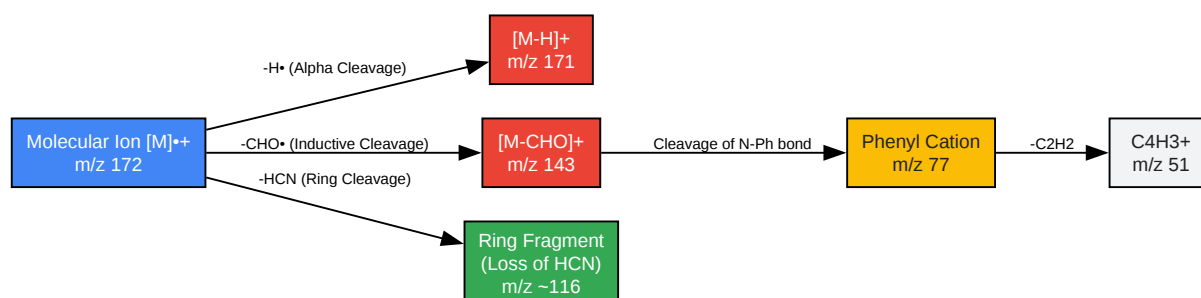 [M-H]+
m/z 171
-H• (Alpha Cleavage)
Molecular Ion [M]•+
m/z 172
-CHO• (Inductive Cleavage)
[M-CHO]+
m/z 143
Cleavage of N-Ph bond
Phenyl Cation
m/z 77
-C2H2
C4H3+
m/z 51
-HCN (Ring Cleavage)
Ring Fragment
(Loss of HCN)
m/z ~116